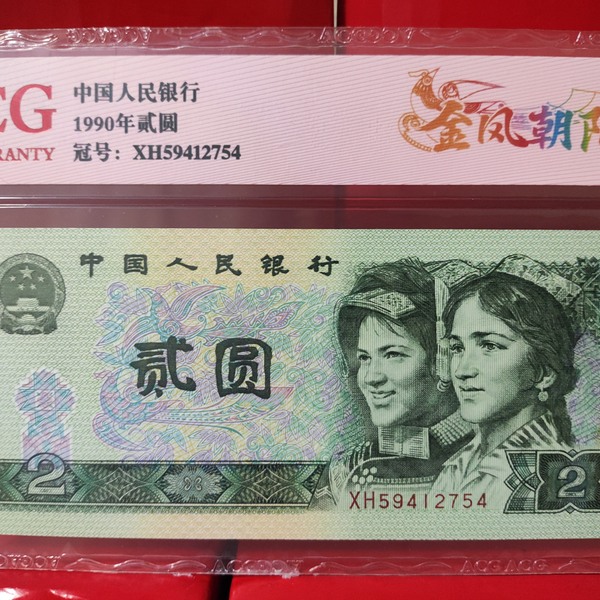 CG
中国人民银行
1990年贰圆
冠号：XH59412754
RANTY
金凤朝阳
中国人民银行
贰圆
2
XH59412754
2